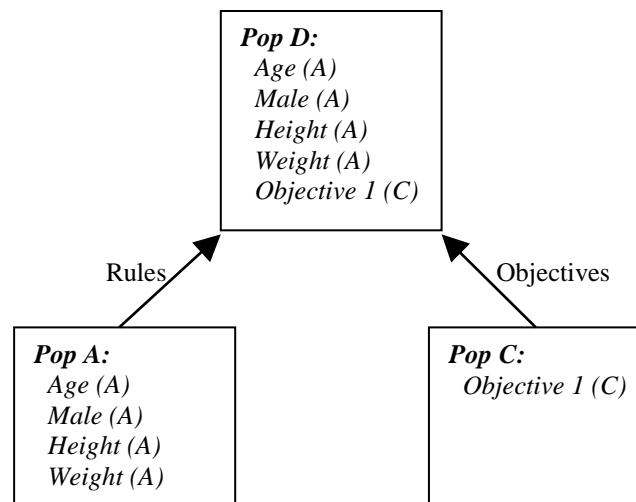 Pop D:
Age (A)
Male (A)
Height (A)
Weight (A)
Objective 1 (C)
Rules
Objectives
Pop A:
Age (A)
Male (A)
Height (A)
Weight (A)
Pop C:
Objective 1 (C)